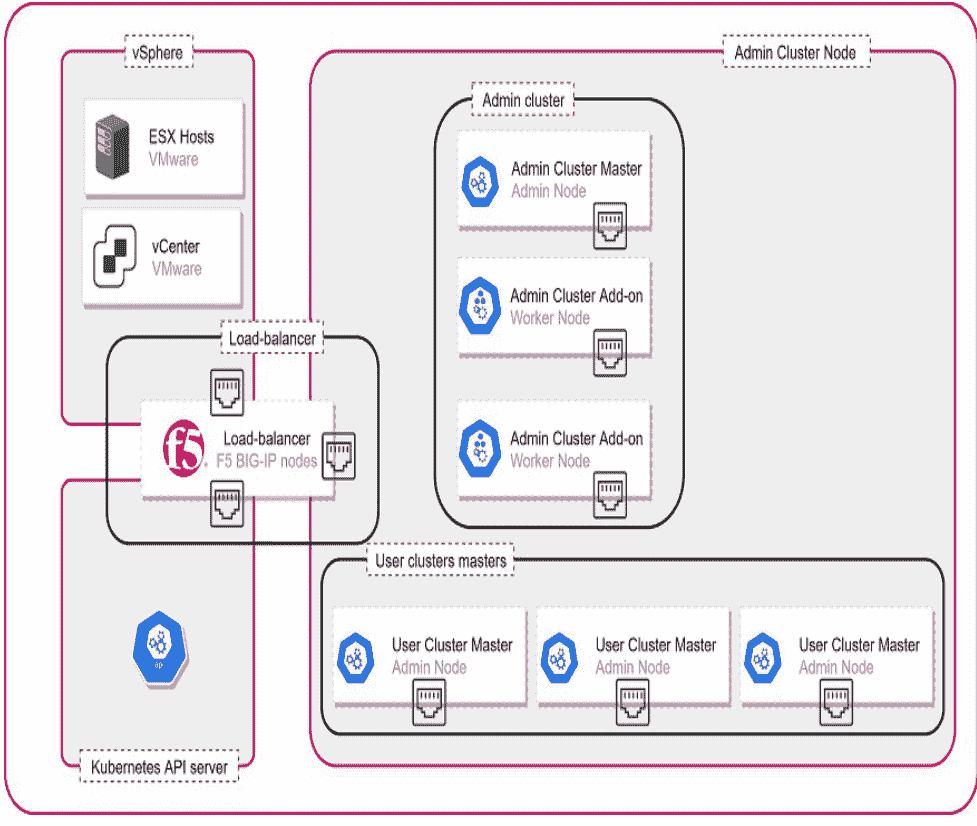 vSphere
ESX Hosts
VMware
vCenter
VMware
Load-balancer
f5.
Load-balancer
F5 BIG-IP nodes
api
Kubernetes API server
Admin Cluster Node
Admin cluster
Admin Cluster Master
Admin Node
Admin Cluster Add-on
Worker Node
Admin Cluster Add-on
Worker Node
User clusters masters
User Cluster Master
Admin Node
User Cluster Master
Admin Node
User Cluster Master
Admin Node